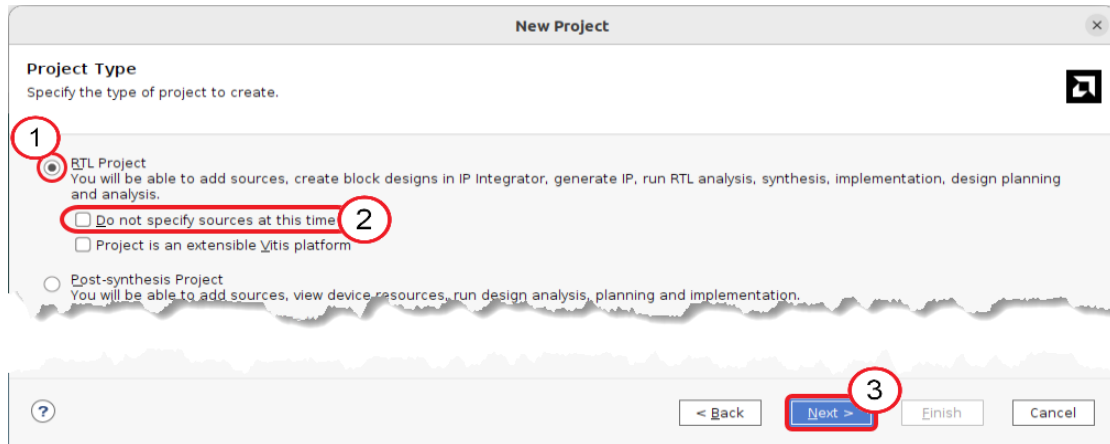 New Project
Project Type
Specify the type of project to create.
1
RTL Project
You will be able to add sources, create block designs in IP Integrator, generate IP, run RTL analysis, synthesis, implementation, design planning
and analysis.
Do not specify sources at this time
2
Project is an extensible Vitis platform
Post-synthesis Project
You will be able to add sources, view device resources, run design analysis, planning and implementation.
3
?
< Back
Next >
Finish
Cancel